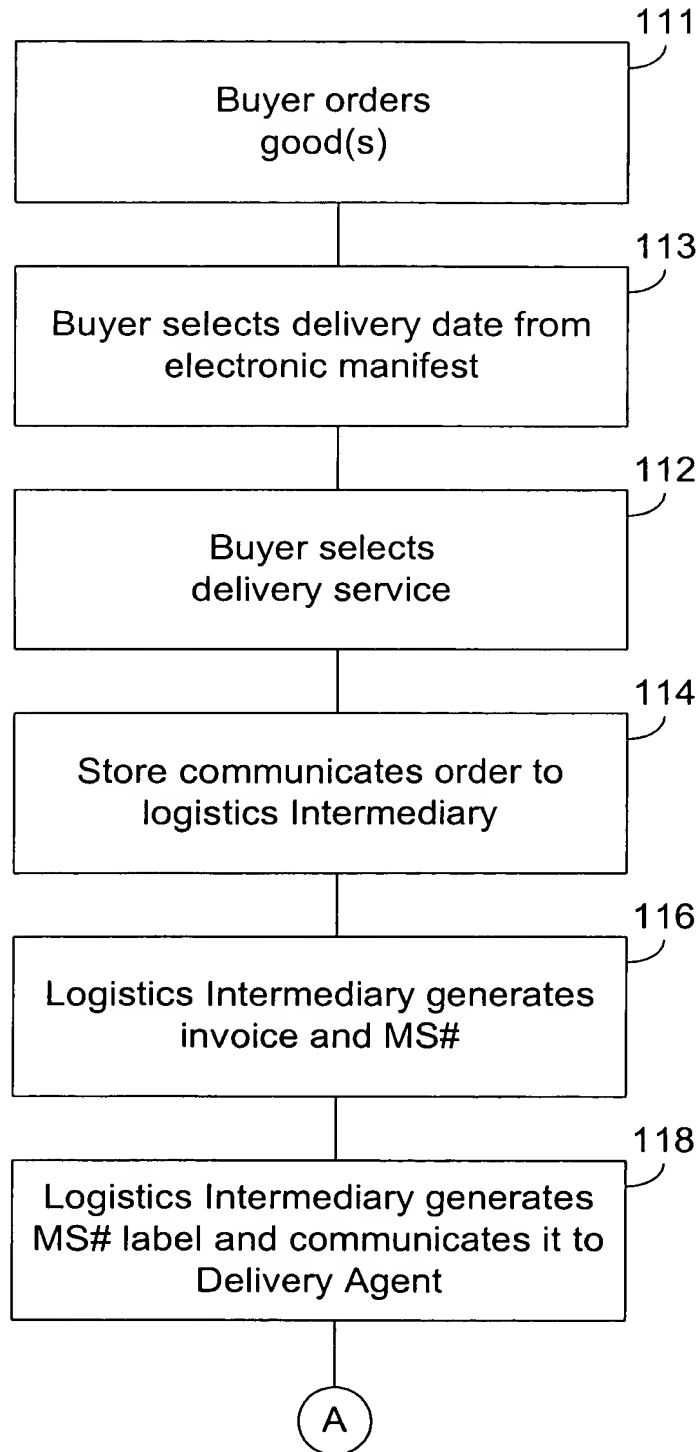 111
Buyer orders
good(s)
113
Buyer selects delivery date from
electronic manifest
112
Buyer selects
delivery service
114
Store communicates order to
logistics Intermediary
116
Logistics Intermediary generates
invoice and MS#
118
Logistics Intermediary generates
MS# label and communicates it to
Delivery Agent
A